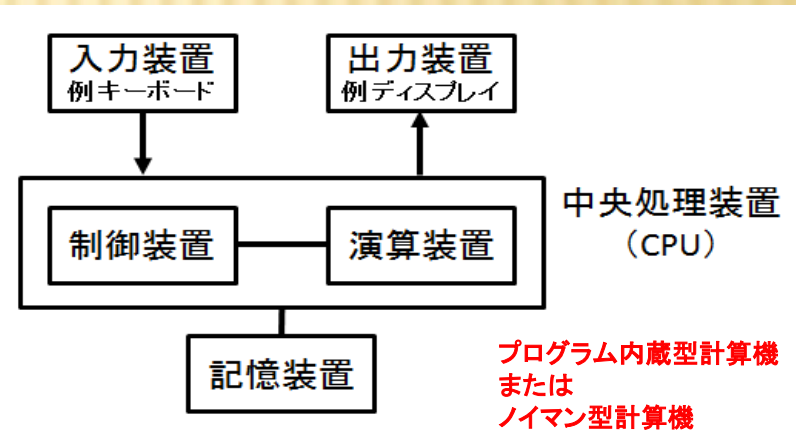 入力装置
例キーボード
出力装置
例ディスプレイ
制御装置
演算装置
中央処理装置
（CPU）
記憶装置
プログラム内蔵型計算機
または
ノイマン型計算機